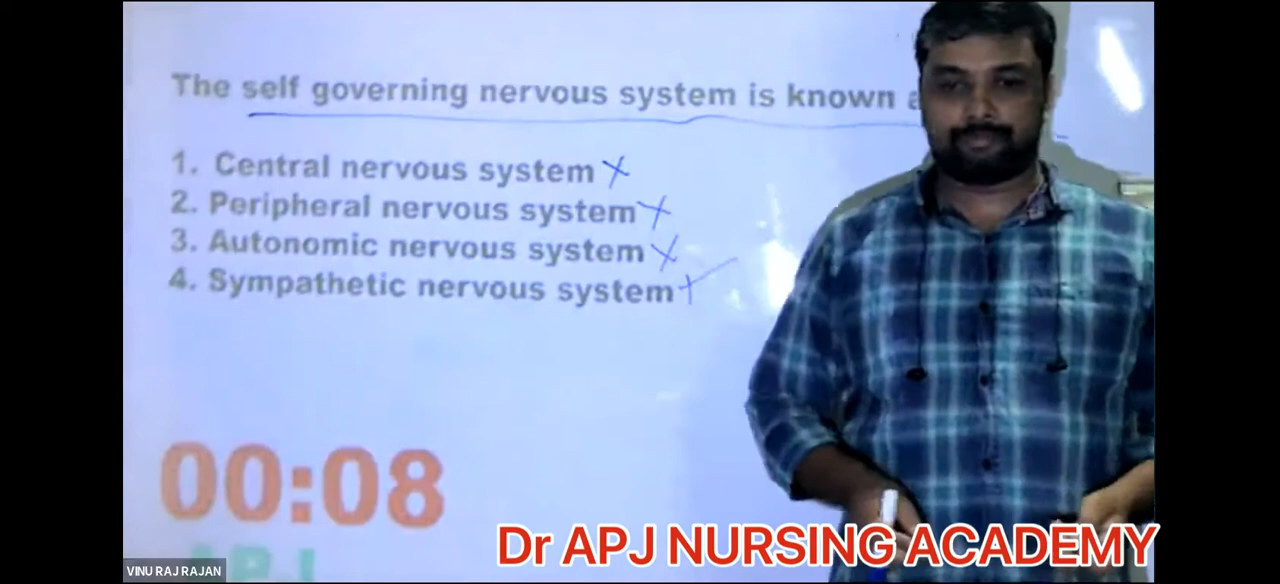 The self governing nervous system is known
1. Central nervous system
2. Peripheral nervous system
3. Autonomic nervous system
4. Sympathetic nervous system
00:08
Dr APJ NURSING ACADEMY
VINU RAJ RAJAN